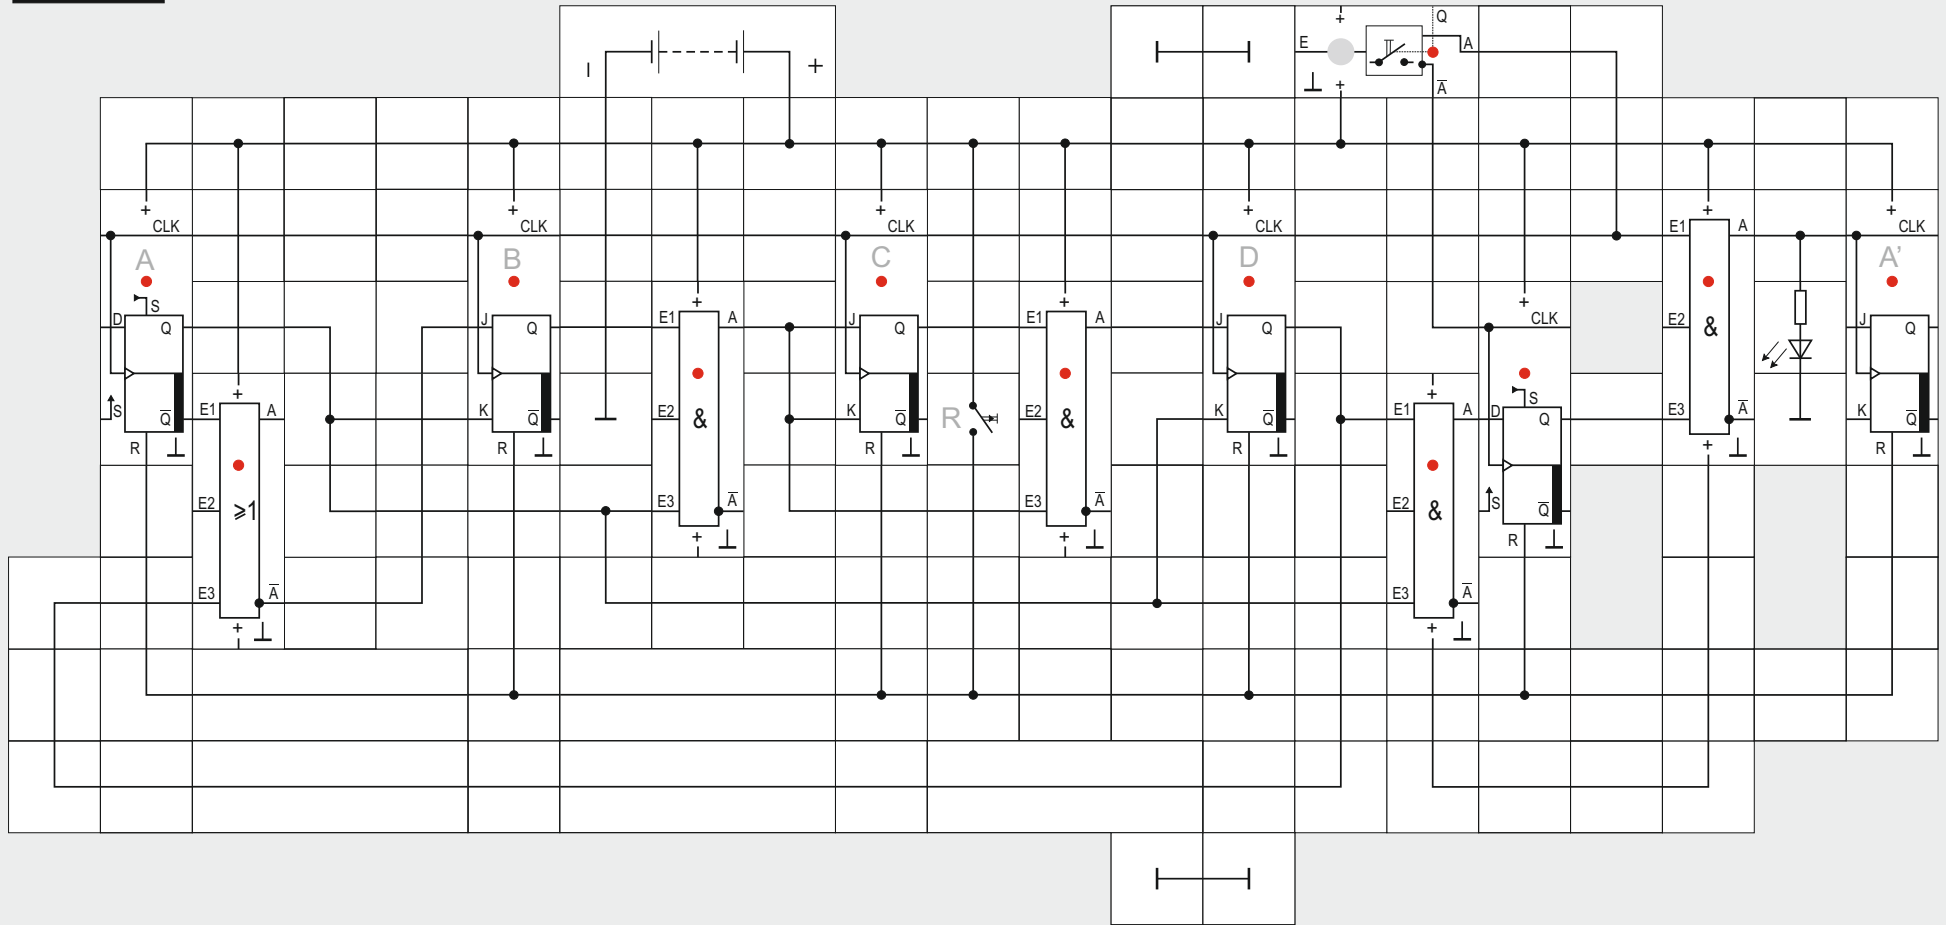 + Q
E A
I +
+ A̅
+ + + + +
CLK CLK CLK CLK E1 A CLK
A B C D A'
+ + +
S
D Q J Q E1 A J Q E1 A J Q CLK E2 & J Q
+ +
S
S Q̅ E1 A K Q̅ E2 & K Q̅ R E2 & K Q̅ E1 A D Q E3 A̅ K Q̅
R R R R + R
E2 ≥1 E3 A̅ E3 A̅ E2 & S Q̅
+ + R
E3 A̅ E3 A̅
+ +